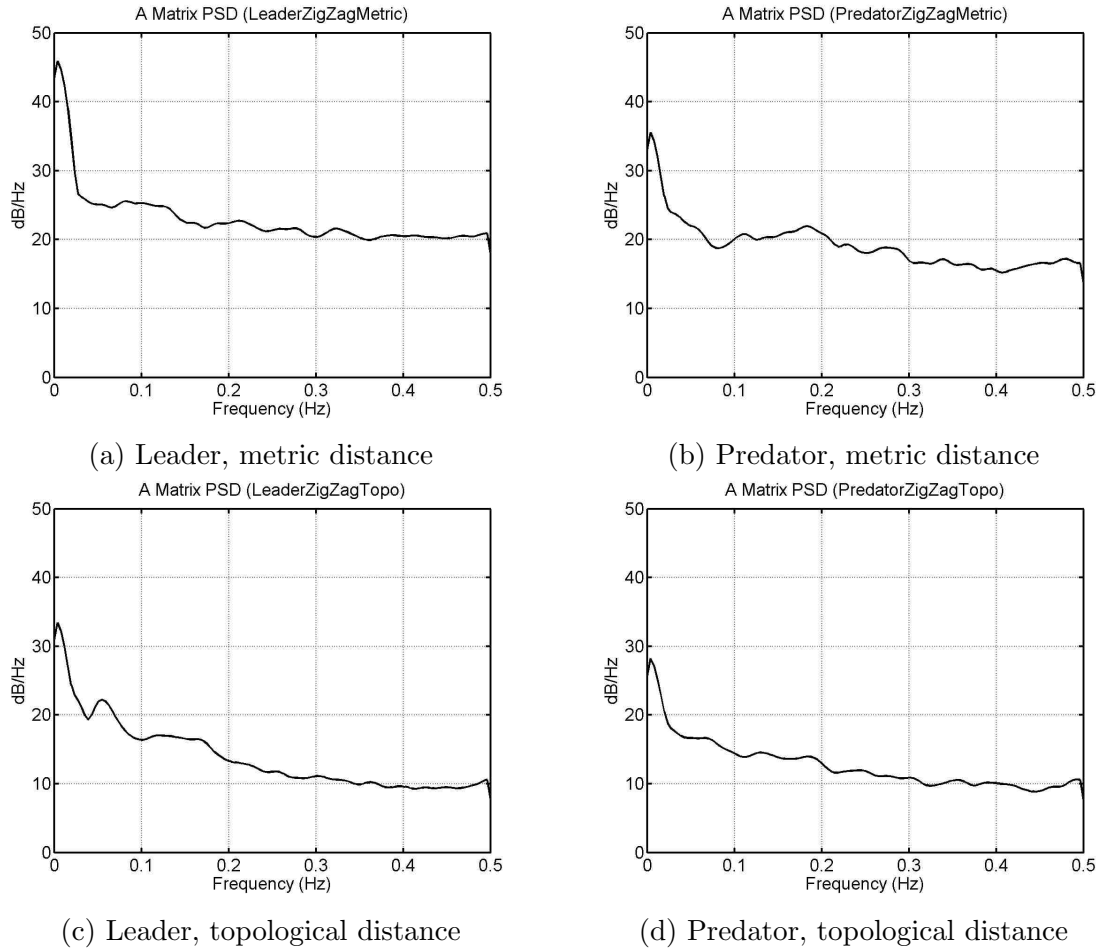 A Matrix PSD (LeaderZigZagMetric)
50
40
30
20
10
0
dB/Hz
0 0.1 0.2 0.3 0.4 0.5
Frequency (Hz)
(a) Leader, metric distance
A Matrix PSD (PredatorZigZagMetric)
50
40
30
20
10
0
dB/Hz
0 0.1 0.2 0.3 0.4 0.5
Frequency (Hz)
(b) Predator, metric distance
A Matrix PSD (LeaderZigZagTopo)
50
40
30
20
10
0
dB/Hz
0 0.1 0.2 0.3 0.4 0.5
Frequency (Hz)
(c) Leader, topological distance
A Matrix PSD (PredatorZigZagTopo)
50
40
30
20
10
0
dB/Hz
0 0.1 0.2 0.3 0.4 0.5
Frequency (Hz)
(d) Predator, topological distance